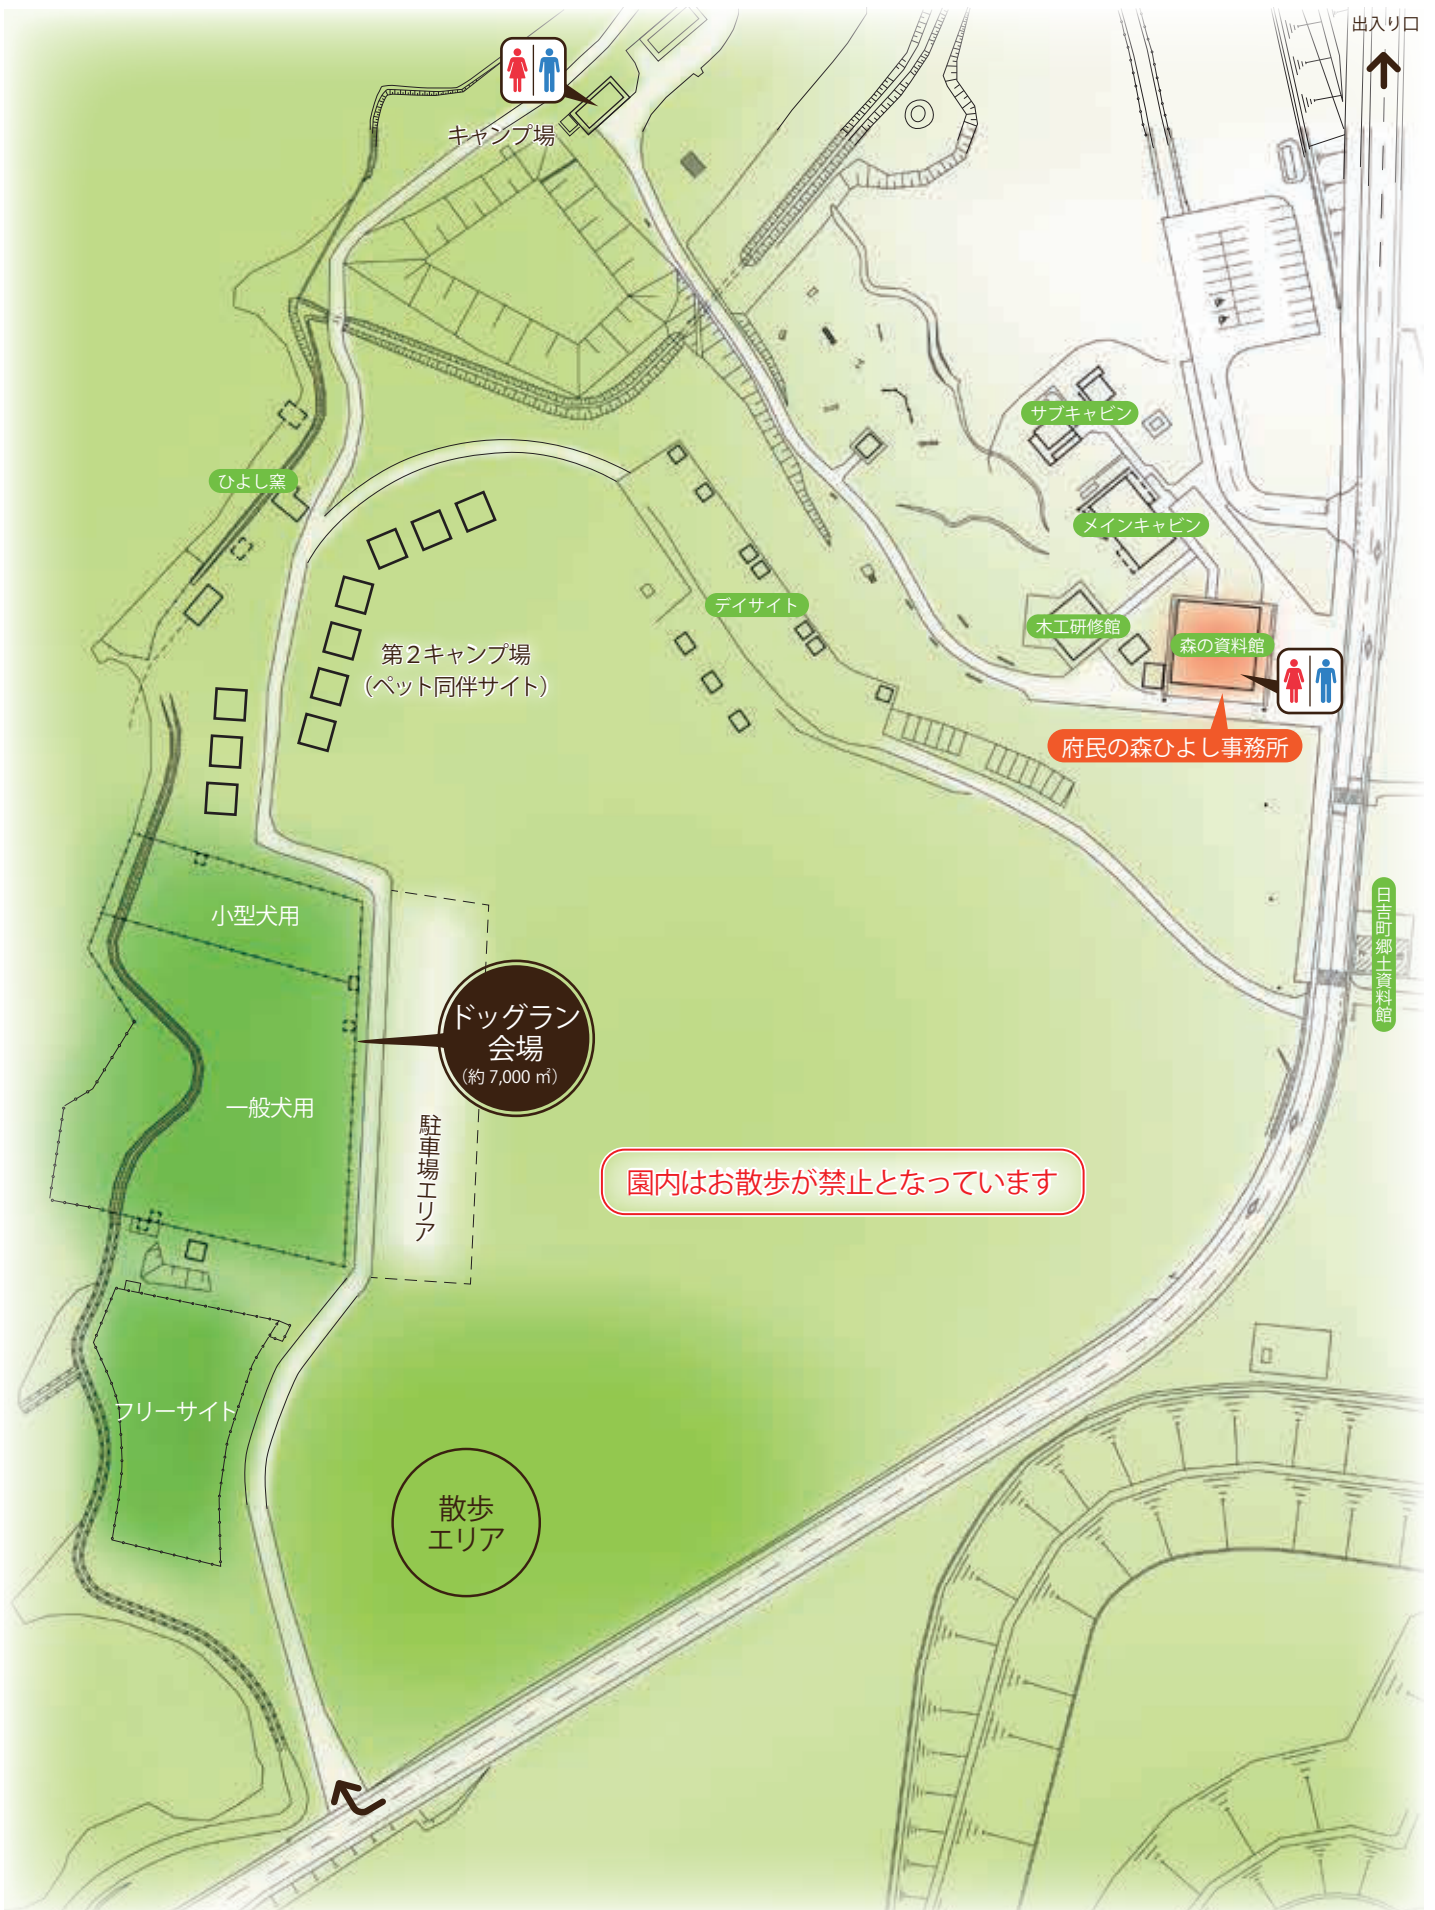 出入り口
キャンプ場
サブキャビン
ひよし窯
メインキャビン
デイサイト
木工研修館
森の資料館
第2キャンプ場
（ペット同伴サイト）
府民の森ひよし事務所
小型犬用
日吉町郷土資料館
ドッグラン
会場
（約 7,000 ㎡）
一般犬用
駐車場エリア
園内はお散歩が禁止となっています
フリーサイト
散歩
エリア